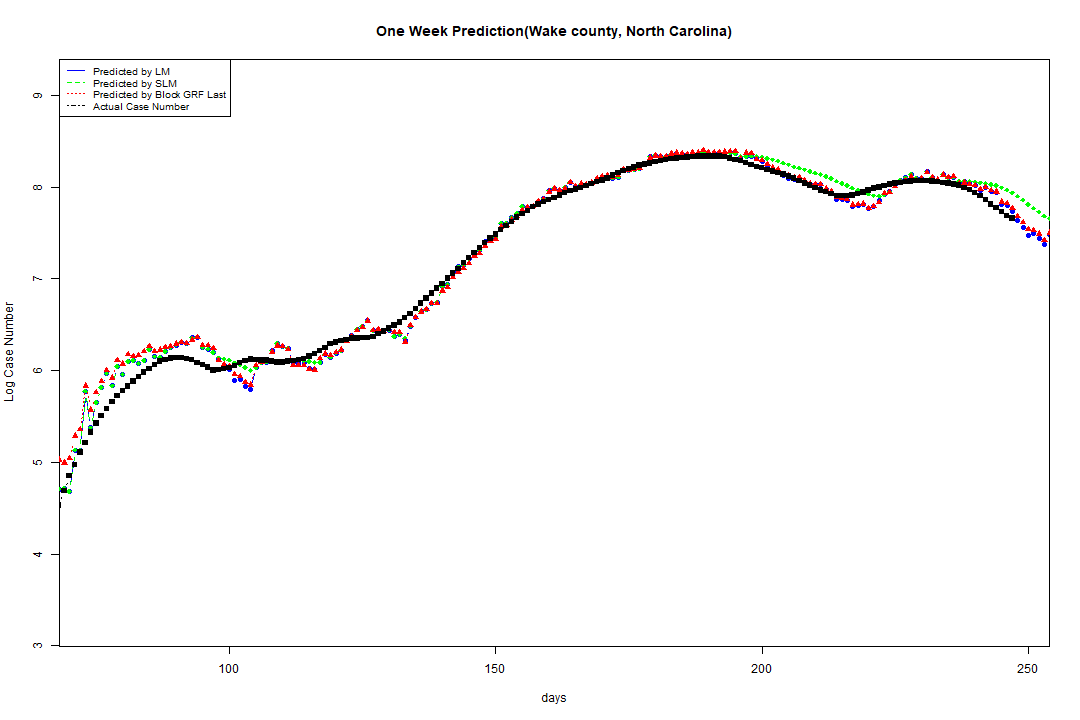 One Week Prediction(Wake county, North Carolina)
Predicted by LM
Predicted by SLM
Predicted by Block GRF Last
Actual Case Number
9
8
7
6
5
4
3
Log Case Number
100 150 200 250
days